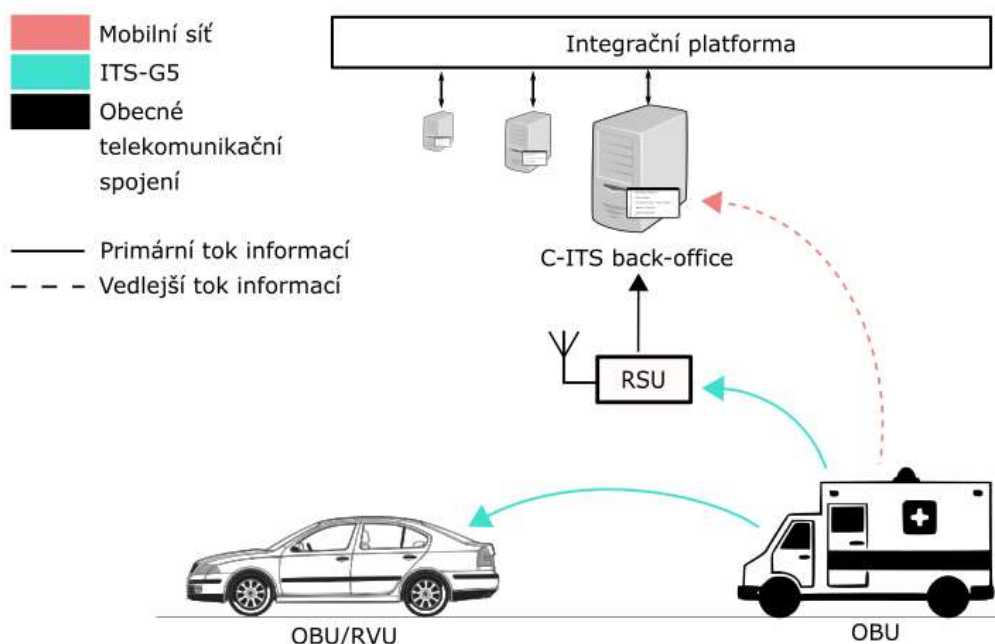 Mobilní síť
ITS-G5
Obecné
telekomunikační
spojení
Primární tok informací
Vedlejší tok informací
Integrační platforma
C-ITS back-office
RSU
OBU/RVU
OBU